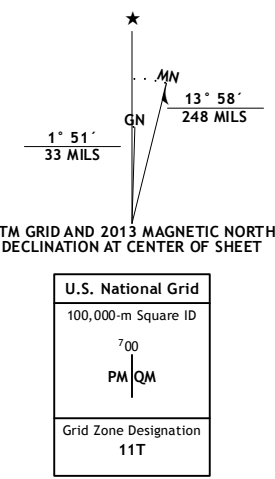 MN
GN
1° 51´
33 MILS
13° 58´
248 MILS
TM GRID AND 2013 MAGNETIC NORTH
DECLINATION AT CENTER OF SHEET
U.S. National Grid
100,000-m Square ID
⁷00
PM QM
Grid Zone Designation
11T